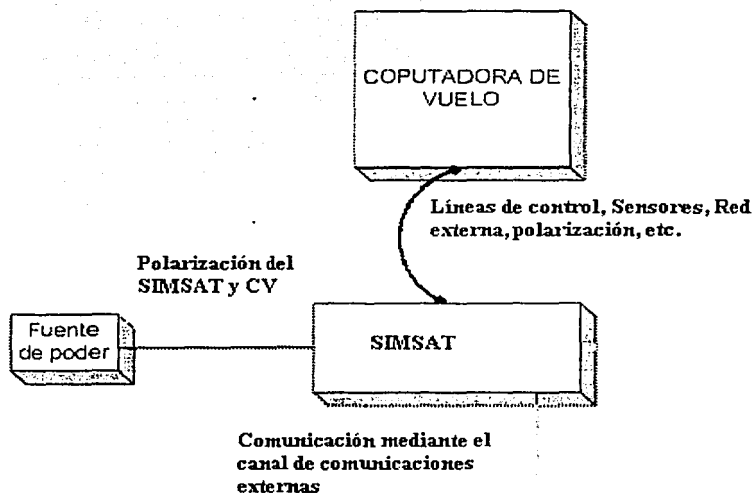 COPUTADORA DE
VUELO
Líneas de control, Sensores, Red
externa, polarización, etc.
Polarización del
SIMSAT y CV
Fuente
de poder
SIMSAT
Comunicación mediante el
canal de comunicaciones
externas